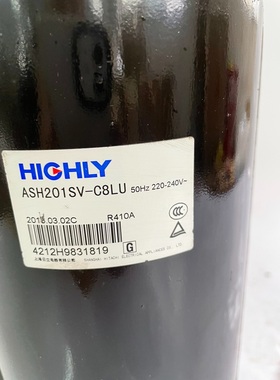 HIGHLY
ASH201SV-C8LU 50Hz 220-240V~
2018.03.02C R410A
4212H9831819 G